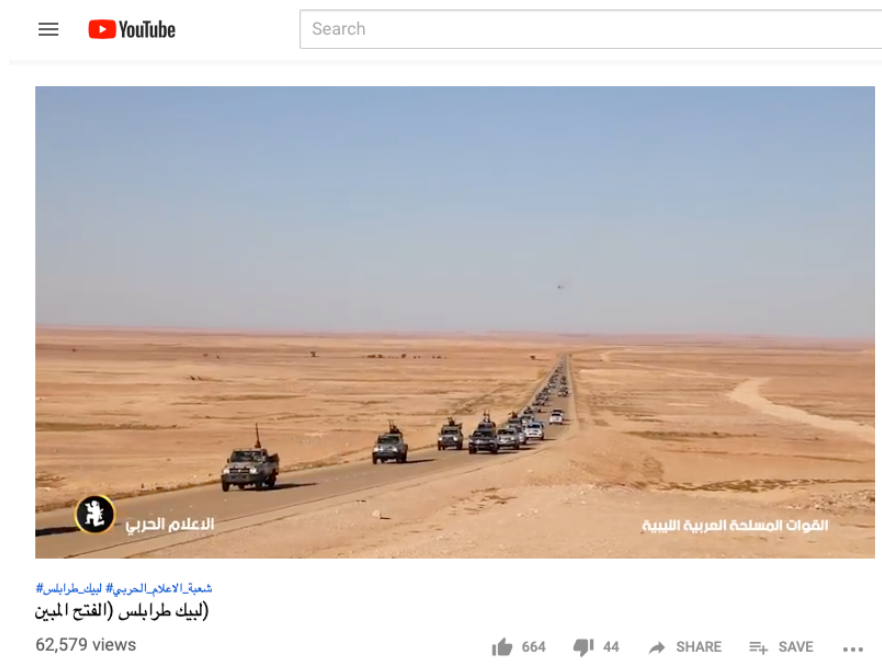 YouTube
Search
الاعلام الحربي
القوات المسلحة العربية الليبية
#شعبة_الاعلام_الحربي #لبيك_طرابلس
لبيك طرابلس (الفتح المبين)
62,579 views
664
44
SHARE
SAVE